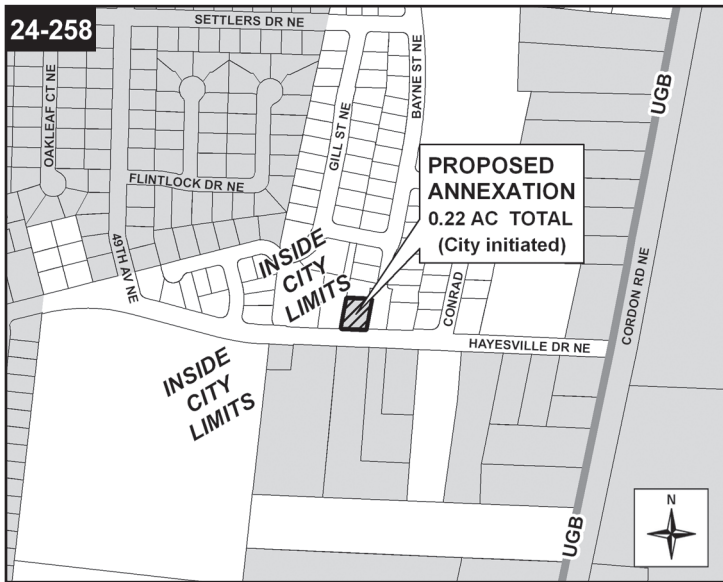 24-258
SETTLERS DR NE
OAKLEAF CT NE
GILL ST NE
BAYNE ST NE
UGB
FLINTLOCK DR NE
PROPOSED
ANNEXATION
0.22 AC TOTAL
(City initiated)
49TH AV NE
INSIDE
CITY
LIMITS
CONRAD
CORDON RD NE
HAYESVILLE DR NE
INSIDE
CITY
LIMITS
N
UGB